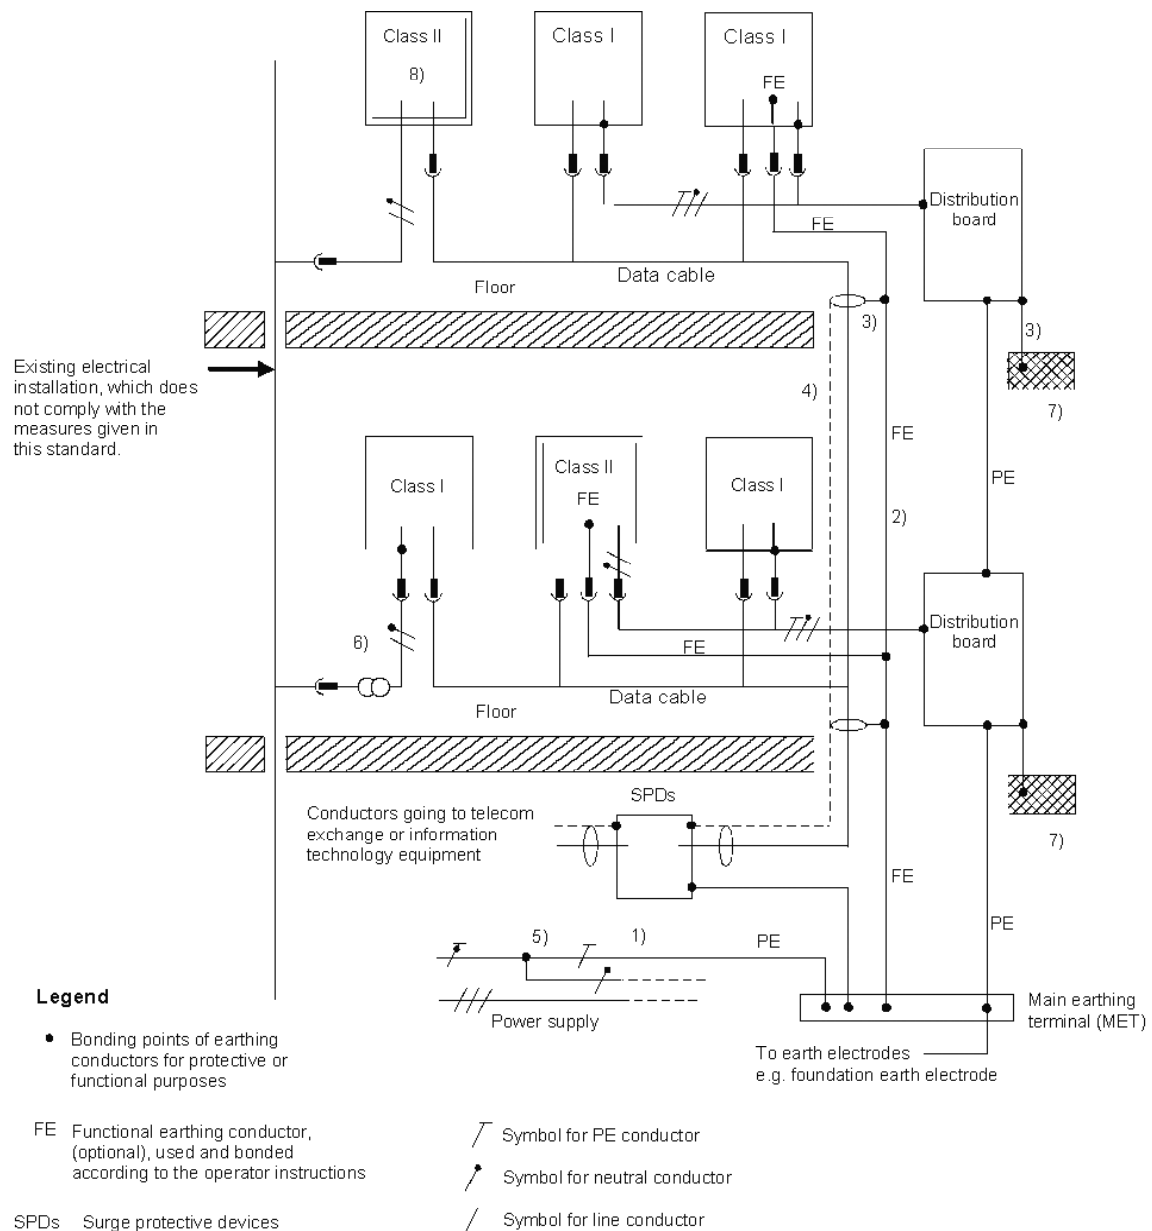 Class II
8)
Class I
Class I
FE
Distribution
board
FE
Data cable
Floor
3)
3)
Existing electrical
installation, which does
not comply with the
measures given in
this standard.
4)
7)
FE
Class I
Class II
FE
Class I
PE
2)
Distribution
board
6)
FE
Data cable
Floor
SPDs
Conductors going to telecom
exchange or information
technology equipment
7)
FE
5)
1)
PE
PE
Legend
Power supply
Main earthing
terminal (MET)
Bonding points of earthing
conductors for protective or
functional purposes
To earth electrodes
e.g. foundation earth electrode
FE Functional earthing conductor,
(optional), used and bonded
according to the operator instructions
Symbol for PE conductor
Symbol for neutral conductor
SPDs Surge protective devices
Symbol for line conductor